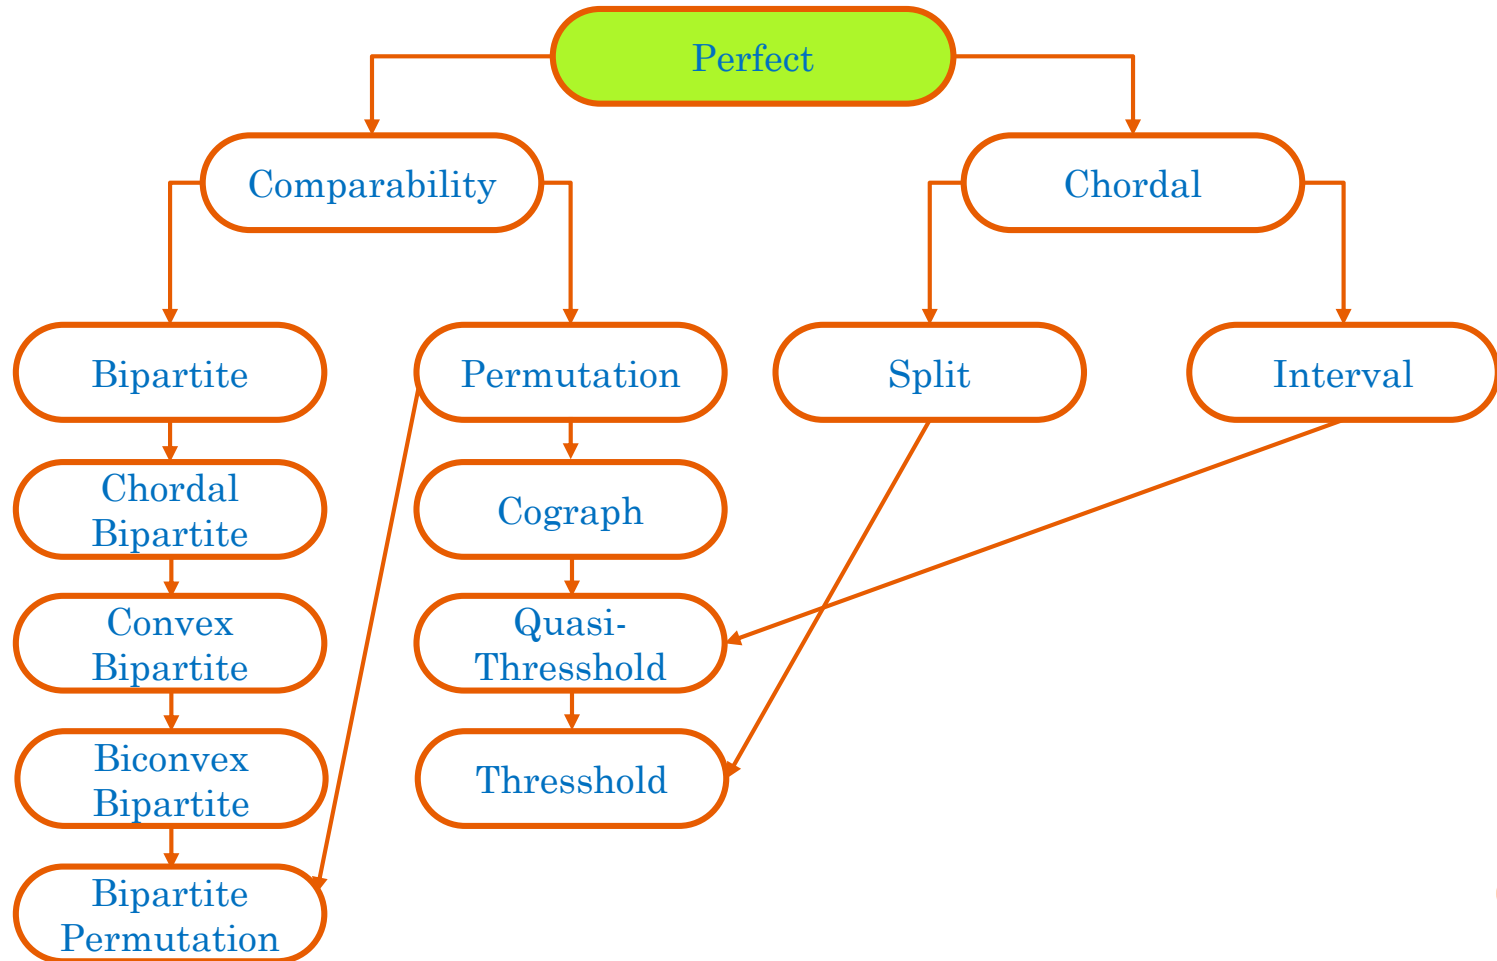 Perfect
Comparability
Chordal
Bipartite
Permutation
Split
Interval
Chordal
Bipartite
Cograph
Convex
Bipartite
Quasi-
Thresshold
Biconvex
Bipartite
Thresshold
Bipartite
Permutation